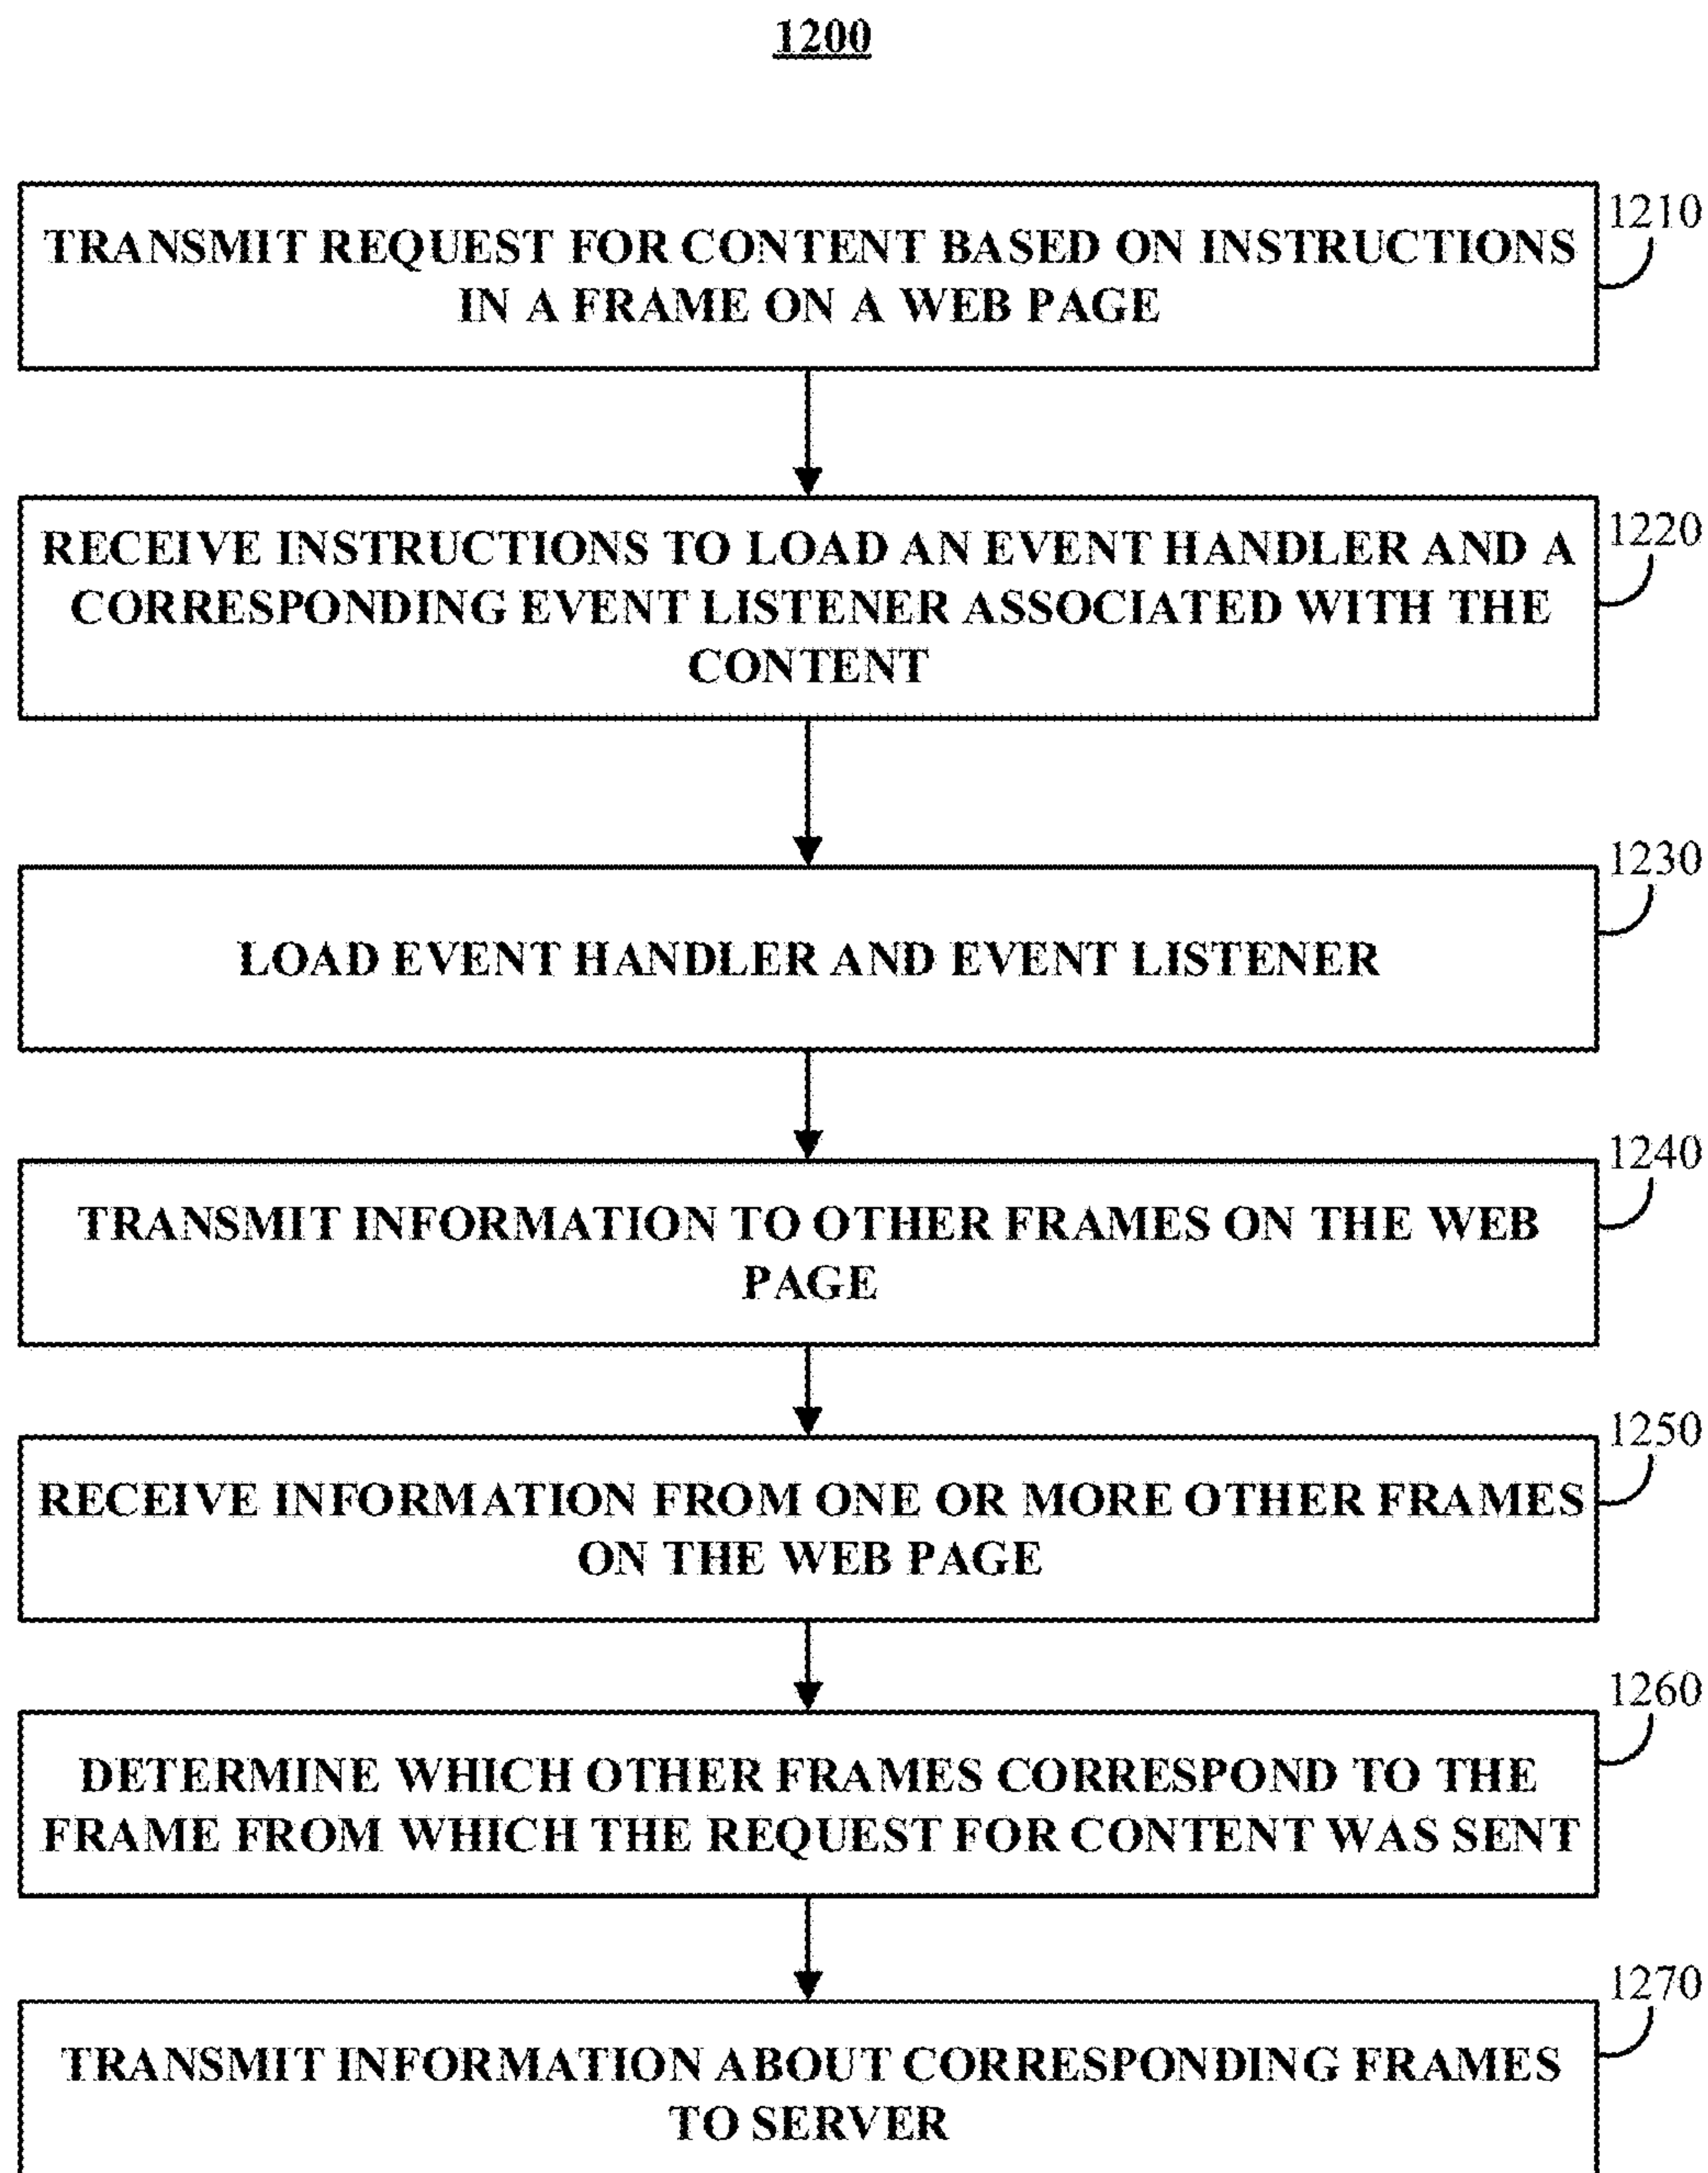 1200
1210
TRANSMIT REQUEST FOR CONTENT BASED ON INSTRUCTIONS
IN A FRAME ON A WEB PAGE
1220
RECEIVE INSTRUCTIONS TO LOAD AN EVENT HANDLER AND A
CORRESPONDING EVENT LISTENER ASSOCIATED WITH THE
CONTENT
1230
LOAD EVENT HANDLER AND EVENT LISTENER
1240
TRANSMIT INFORMATION TO OTHER FRAMES ON THE WEB
PAGE
1250
RECEIVE INFORMATION FROM ONE OR MORE OTHER FRAMES
ON THE WEB PAGE
1260
DETERMINE WHICH OTHER FRAMES CORRESPOND TO THE
FRAME FROM WHICH THE REQUEST FOR CONTENT WAS SENT
1270
TRANSMIT INFORMATION ABOUT CORRESPONDING FRAMES
TO SERVER